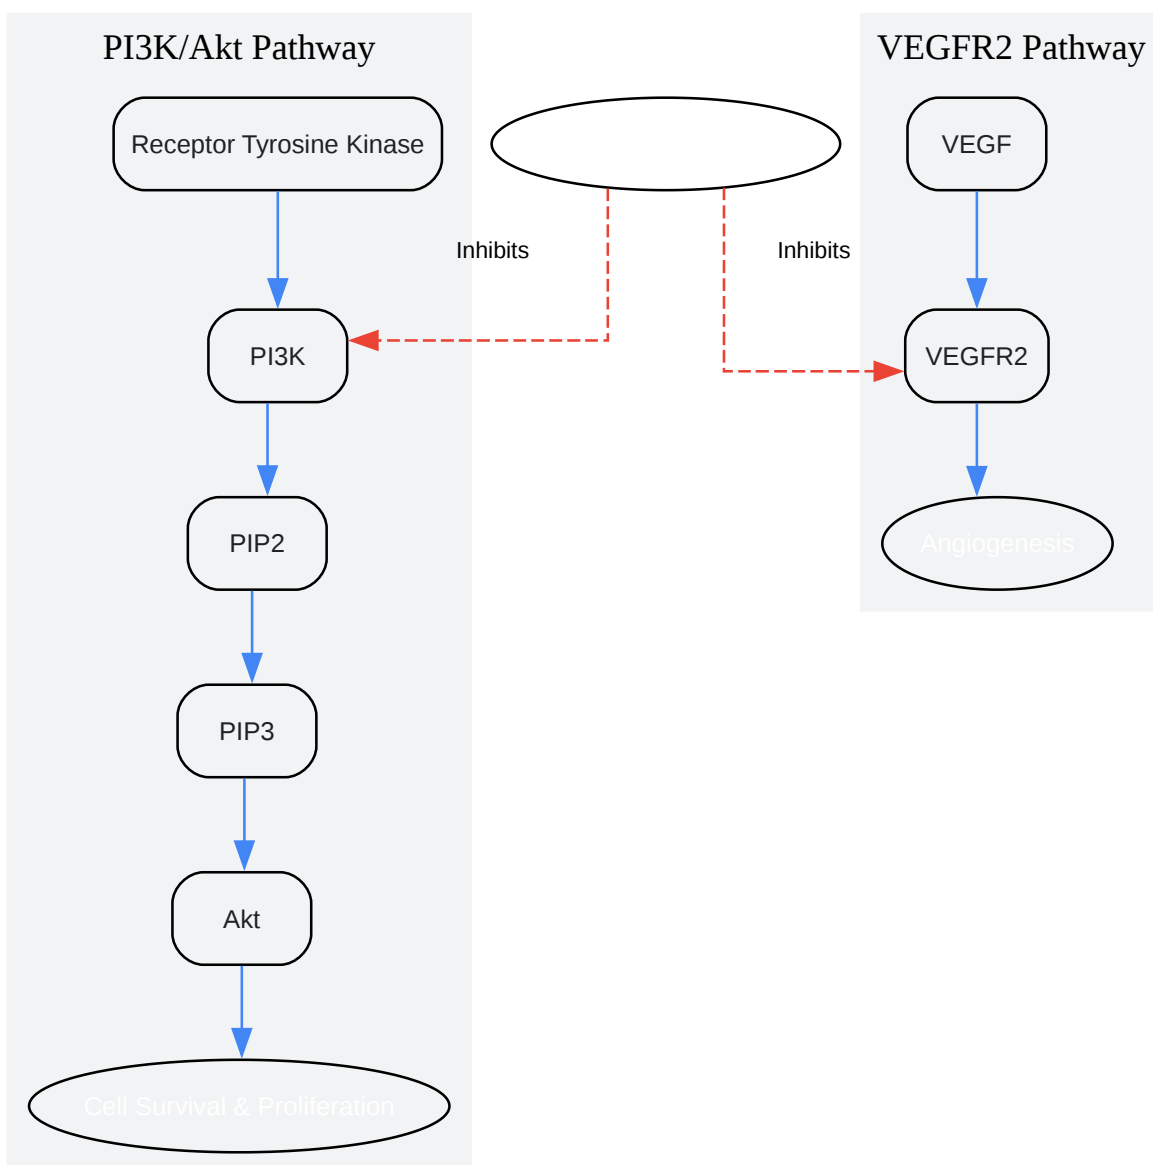 PI3K/Akt Pathway
VEGFR2 Pathway
Receptor Tyrosine Kinase
VEGF
Inhibits
Inhibits
PI3K
VEGFR2
PIP2
Angiogenesis
PIP3
Akt
Cell Survival & Proliferation